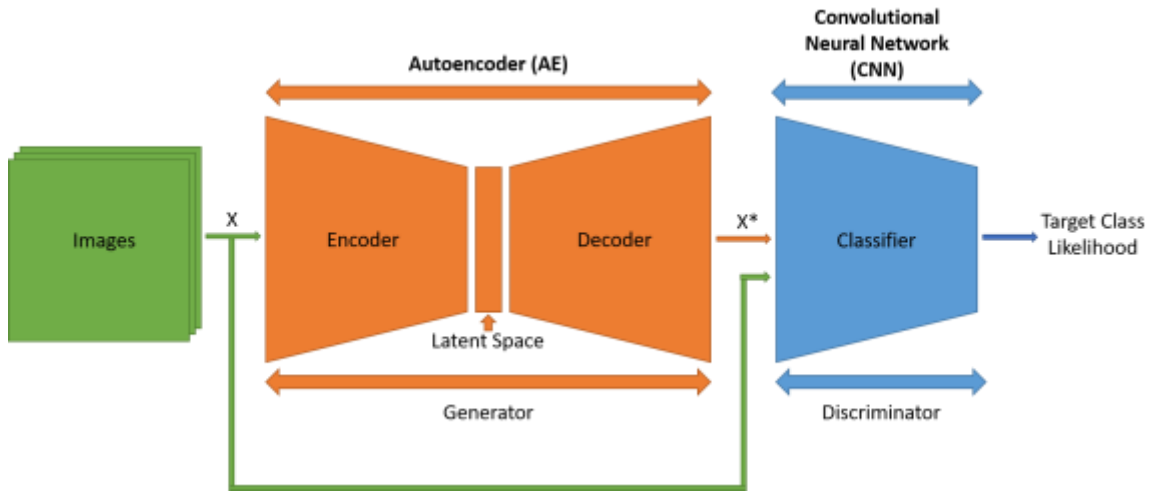 Convolutional
Neural Network
(CNN)
Autoencoder (AE)
Images
X
Encoder
Decoder
X*
Classifier
Target Class
Likelihood
Latent Space
Generator
Discriminator